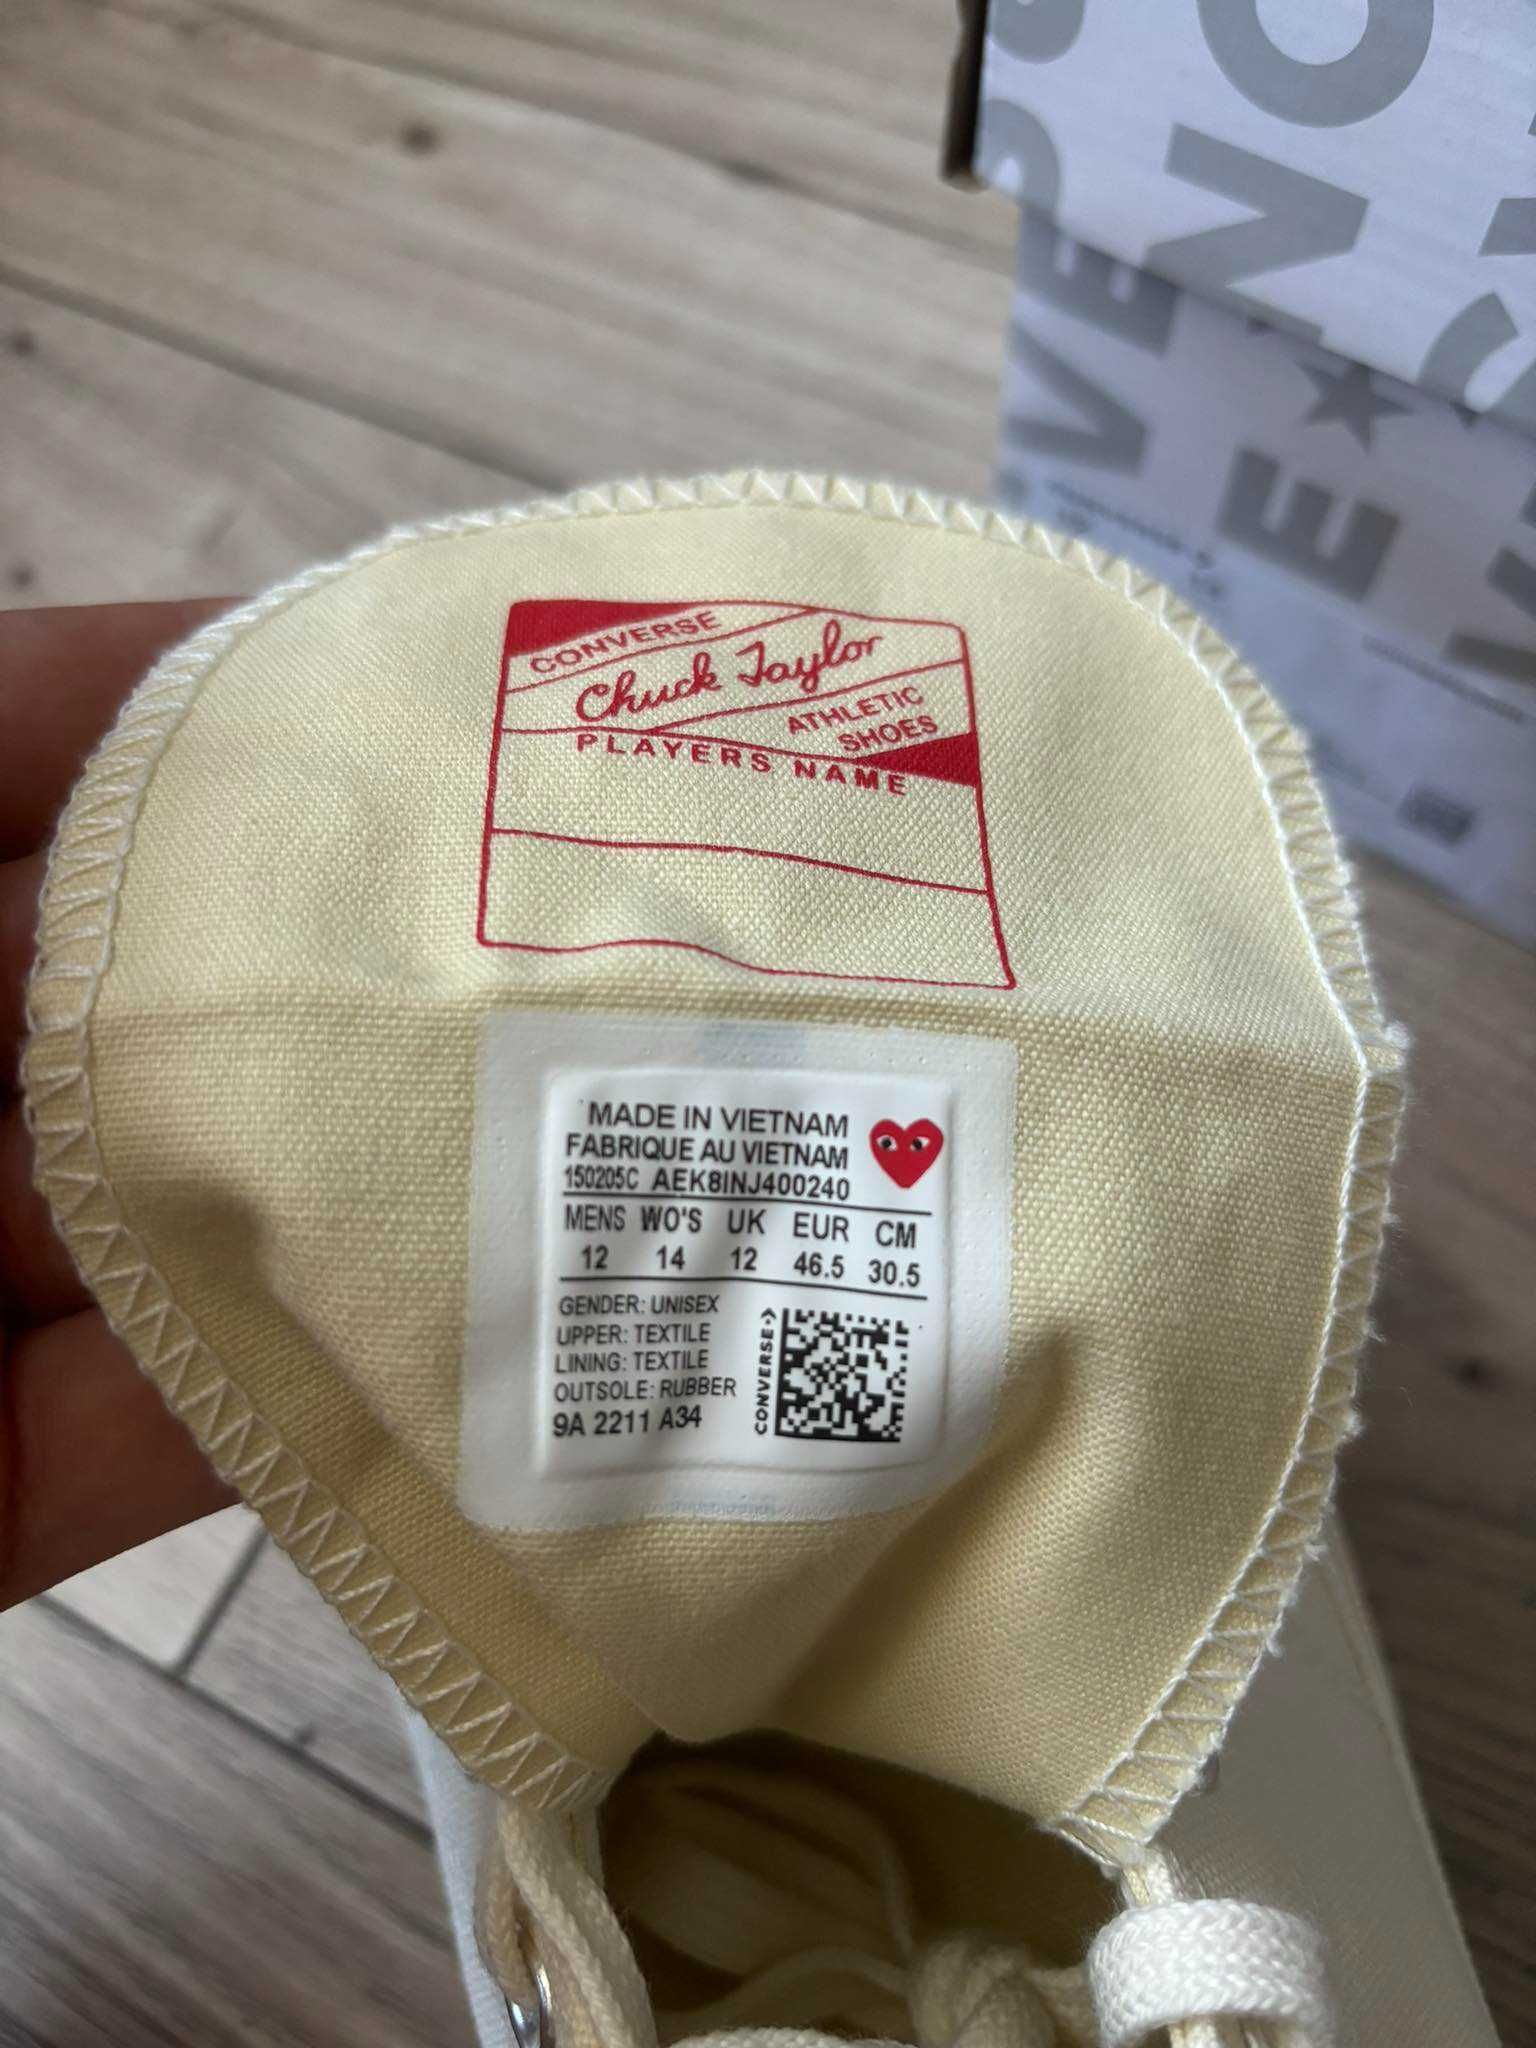 CONVERSE
Chuck Taylor
ATHLETIC
SHOES
PLAYERS NAME
MADE IN VIETNAM
FABRIQUE AU VIETNAM
150205C AEK8INJ400240
MENS WO'S UK EUR CM
12 14 12 46.5 30.5
GENDER: UNISEX
UPPER: TEXTILE
LINING: TEXTILE
OUTSOLE: RUBBER
9A 2211 A34
CONVERSE